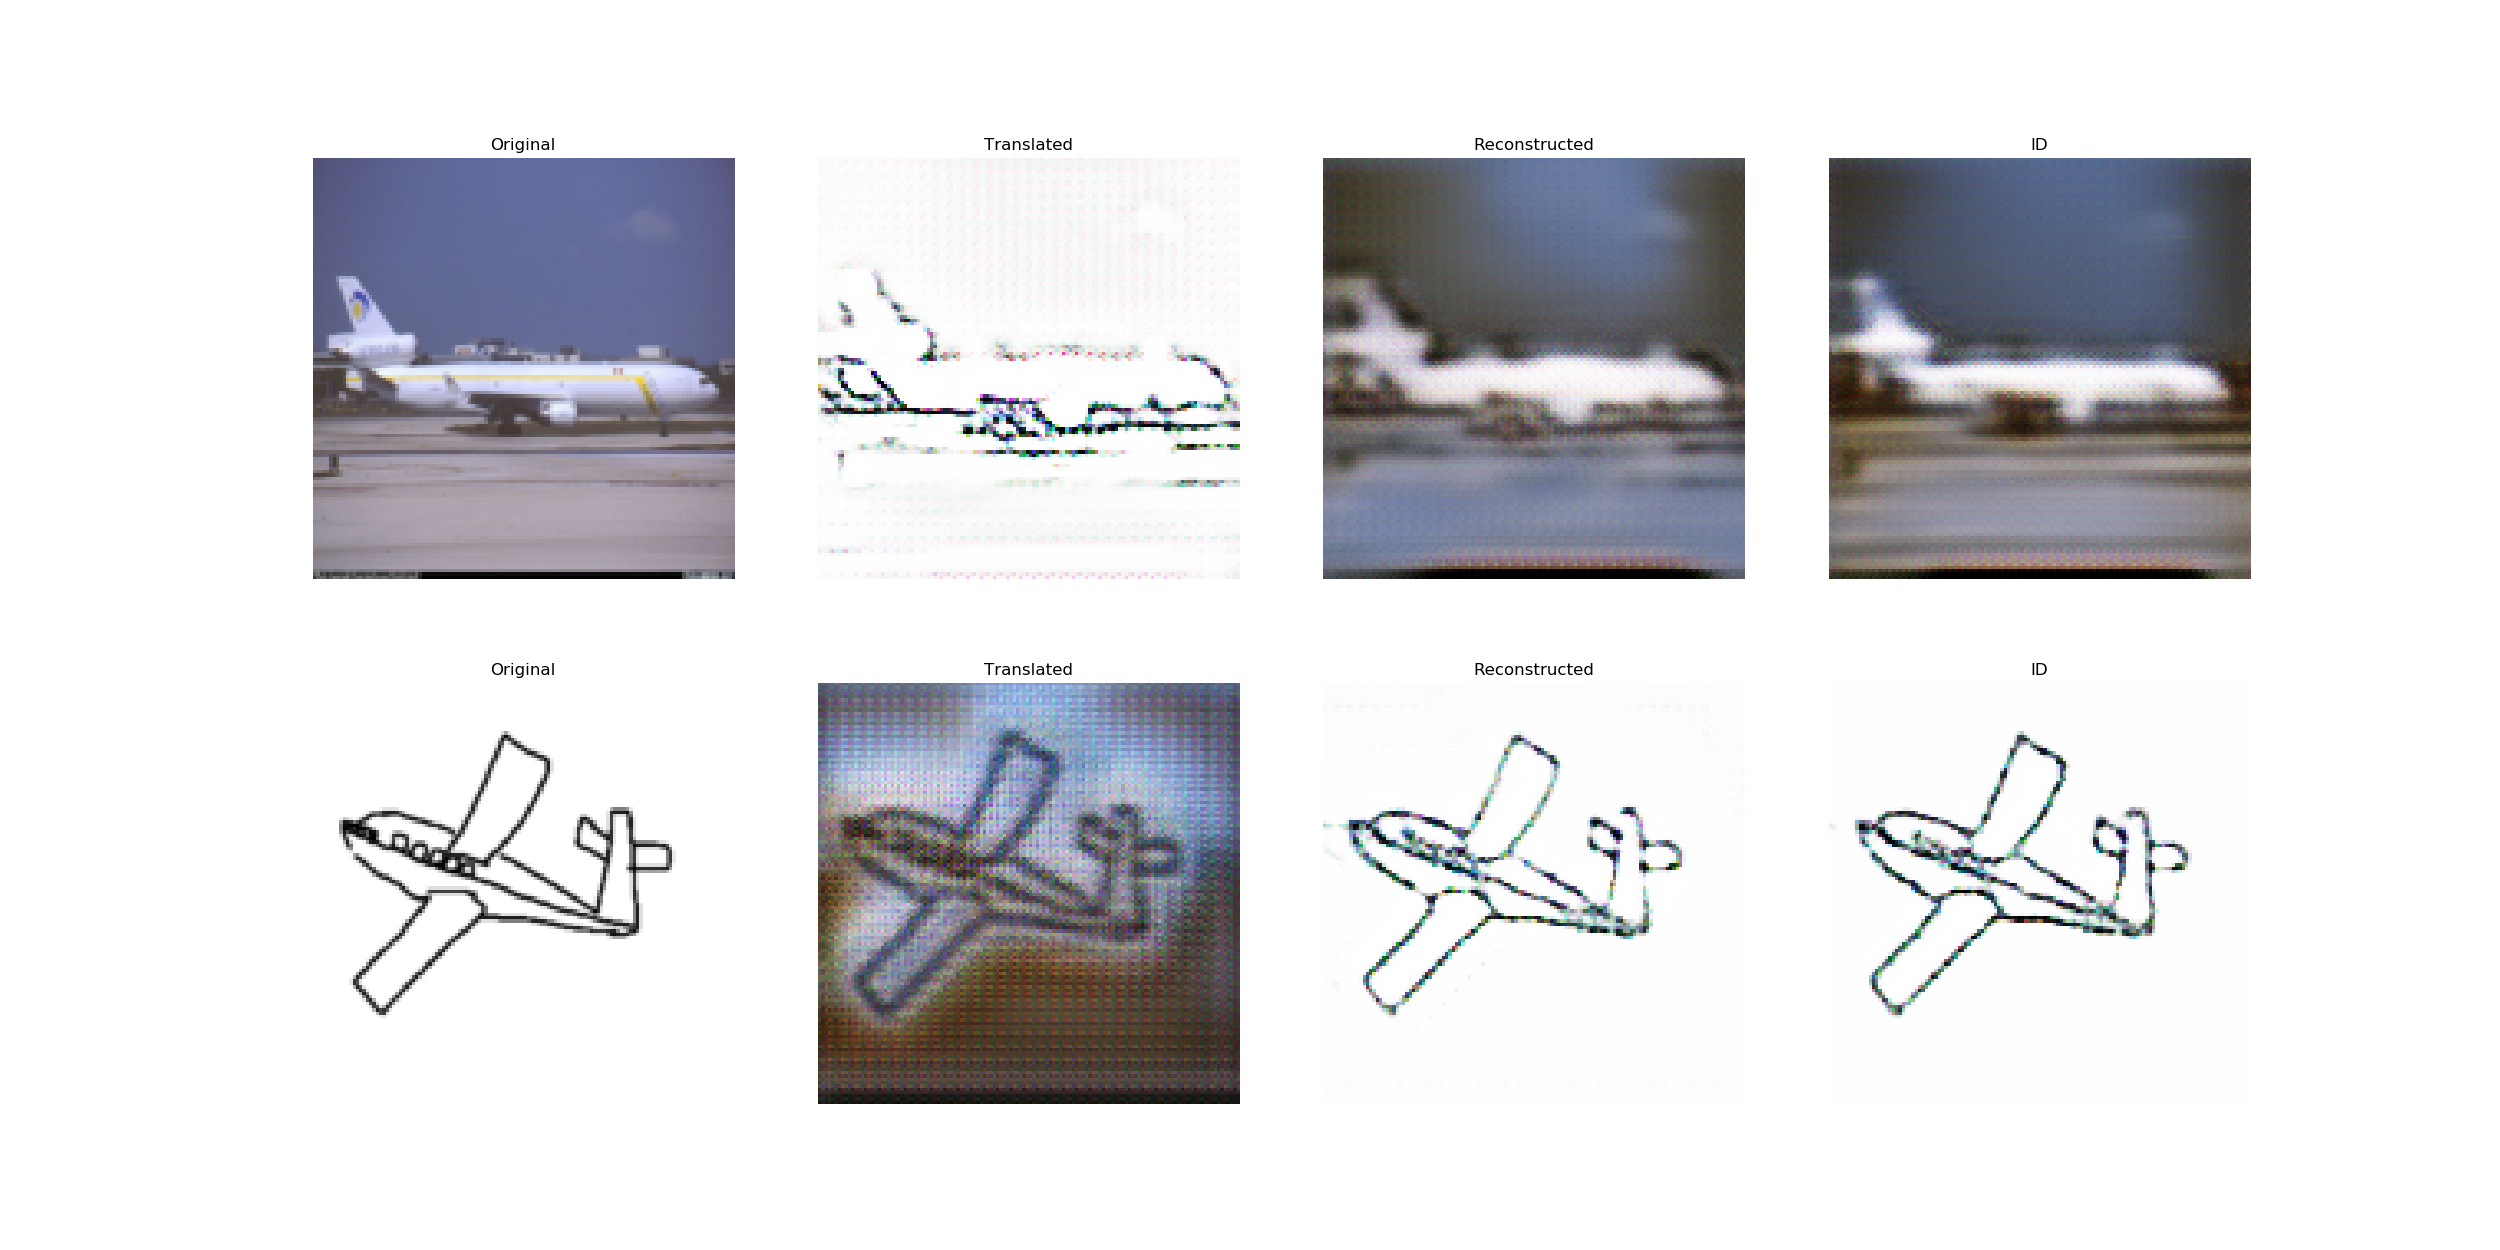 Original
Translated
Reconstructed
ID
Original
Translated
Reconstructed
ID